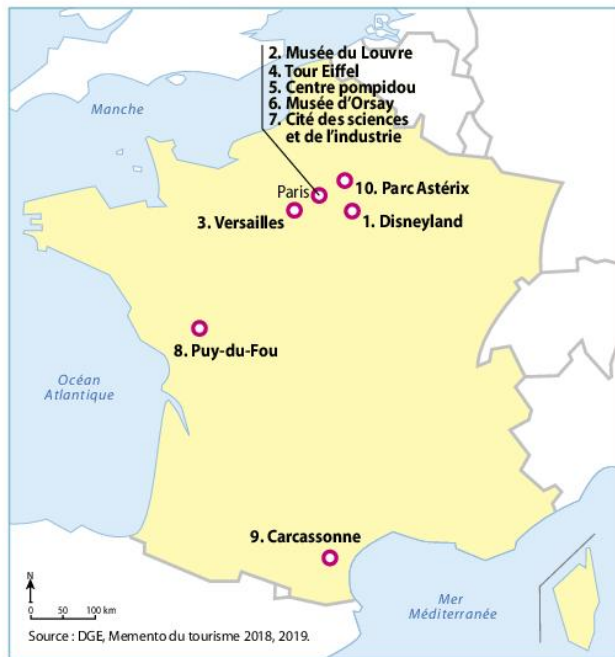 2. Musée du Louvre
4. Tour Eiffel
5. Centre pompidou
6. Musée d'Orsay
7. Cité des sciences
et de l'industrie
Manche
Paris
10. Parc Astérix
3. Versailles
1. Disneyland
8. Puy-du-Fou
Océan
Atlantique
9. Carcassonne
N
0 50 100 km
Mer
Méditerranée
Source : DGE, Memento du tourisme 2018, 2019.